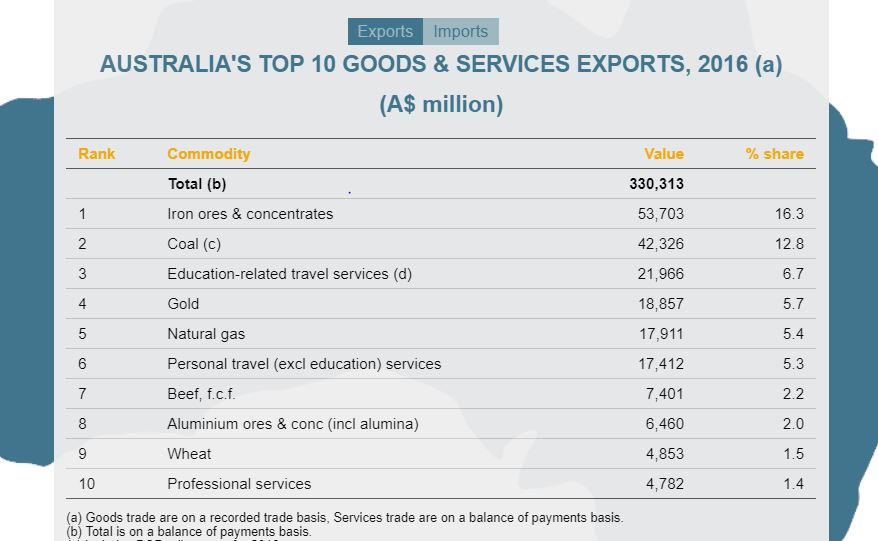 Exports Imports
AUSTRALIA'S TOP 10 GOODS & SERVICES EXPORTS, 2016 (a)
(A$ million)
Rank Commodity Value % share
Total (b) 330,313
1 Iron ores & concentrates 53,703 16.3
2 Coal (c) 42,326 12.8
3 Education-related travel services (d) 21,966 6.7
4 Gold 18,857 5.7
5 Natural gas 17,911 5.4
6 Personal travel (excl education) services 17,412 5.3
7 Beef, f.c.f. 7,401 2.2
8 Aluminium ores & conc (incl alumina) 6,460 2.0
9 Wheat 4,853 1.5
10 Professional services 4,782 1.4
(a) Goods trade are on a recorded trade basis, Services trade are on a balance of payments basis.
(b) Total is on a balance of payments basis.